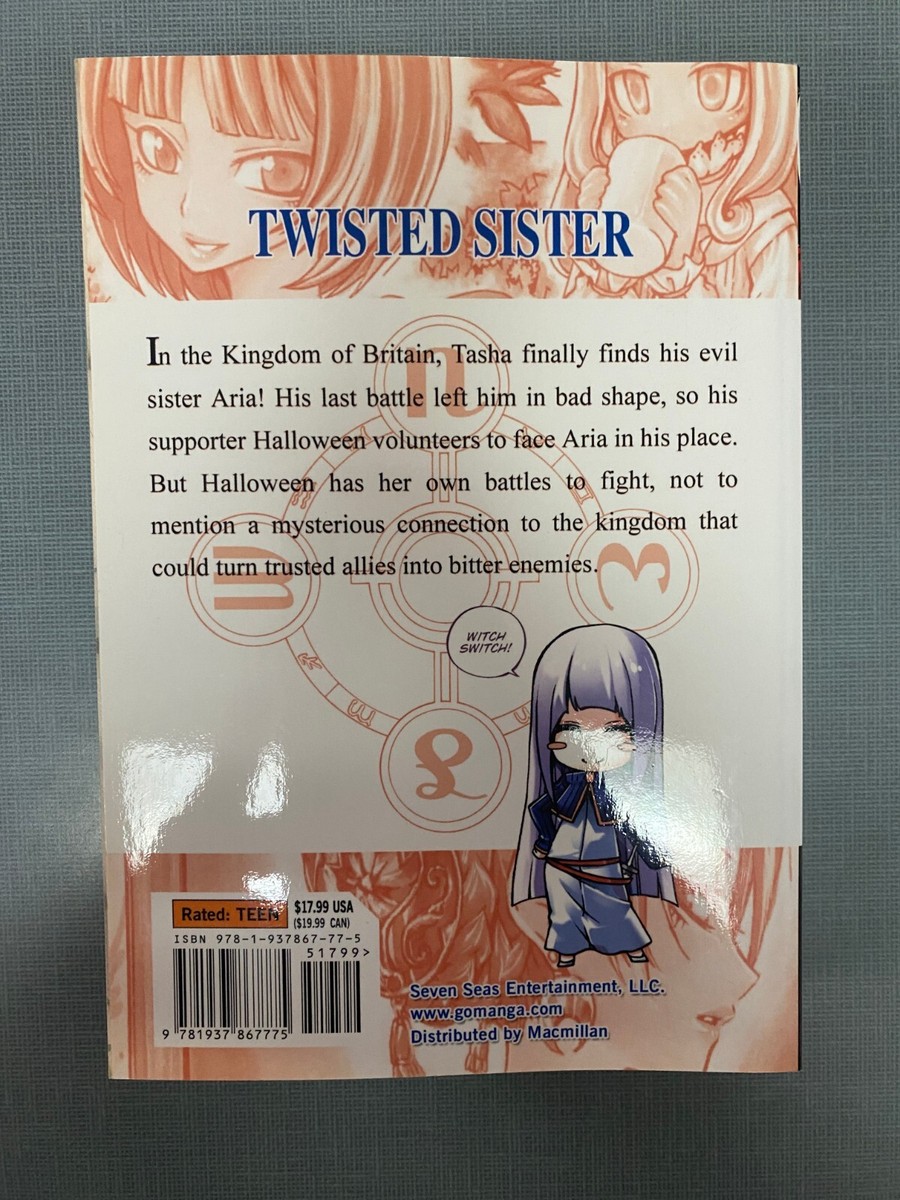 TWISTED SISTER
In the Kingdom of Britain, Tasha finally finds his evil
sister Aria! His last battle left him in bad shape, so his
supporter Halloween volunteers to face Aria in his place.
But Halloween has her own battles to fight, not to
mention a mysterious connection to the kingdom that
could turn trusted allies into bitter enemies.
WITCH
SWITCH!
Rated: TEEN
$17.99 USA
($19.99 CAN)
ISBN 978-1-937867-77-5
51799>
9 781937 867775
Seven Seas Entertainment, LLC.
www.gomanga.com
Distributed by Macmillan